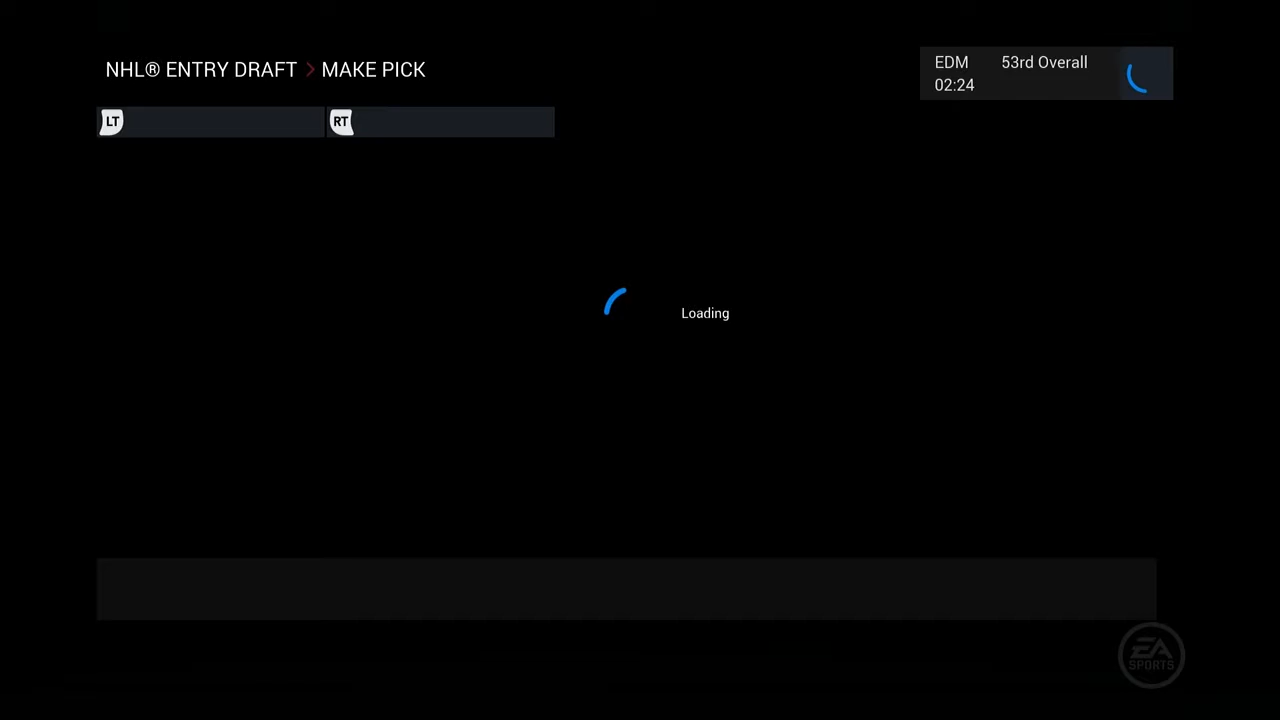 NHL® ENTRY DRAFT > MAKE PICK
EDM 53rd Overall
02:24
LT RT
Loading
EA
SPORTS